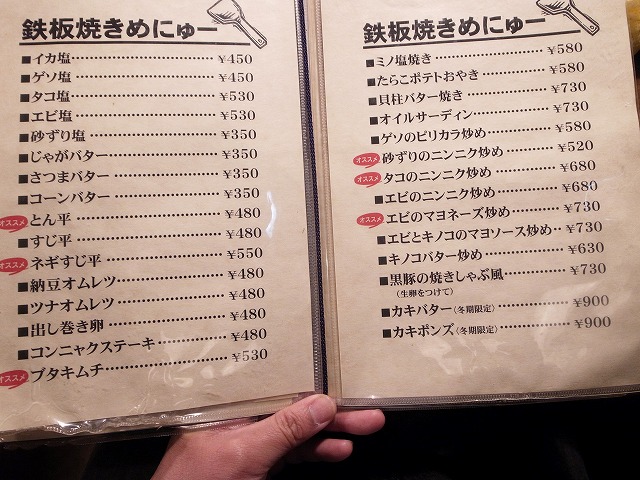 鉄板焼きめにゅー
■イカ塩 ¥450
■ゲソ塩 ¥450
■タコ塩 ¥530
■エビ塩 ¥530
■砂ずり塩 ¥350
■じゃがバター ¥350
■さつまバター ¥350
■コーンバター ¥350
オススメ ■とん平 ¥480
■すじ平 ¥480
オススメ ■ネギすじ平 ¥550
■納豆オムレツ ¥480
■ツナオムレツ ¥480
■出し巻き卵 ¥480
■コンニャクステーキ ¥480
オススメ ■ブタキムチ ¥530
鉄板焼きめにゅー
■ミノ塩焼き ¥580
■たらこポテトおやき ¥580
■貝柱バター焼き ¥730
■オイルサーディン ¥730
■ゲソのピリカラ炒め ¥580
オススメ ■砂ずりのニンニク炒め ¥520
オススメ ■タコのニンニク炒め ¥680
■エビのニンニク炒め ¥680
オススメ ■エビのマヨネーズ炒め ¥730
■エビとキノコのマヨソース炒め ¥730
■キノコバター炒め ¥630
■黒豚の焼きしゃぶ風 ¥730
（生卵をつけて）
■カキバター（冬期限定） ¥900
■カキポンズ（冬期限定） ¥900